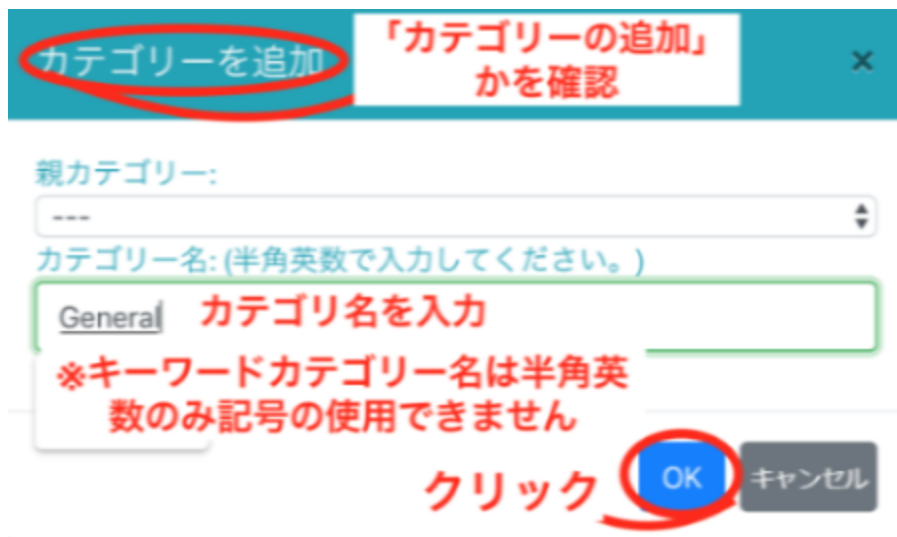 カテゴリーを追加
「カテゴリーの追加」
かを確認
×
親カテゴリー:
---
カテゴリー名: (半角英数で入力してください。)
General
カテゴリ名を入力
※キーワードカテゴリー名は半角英
数のみ記号の使用できません
クリック
OK
キャンセル